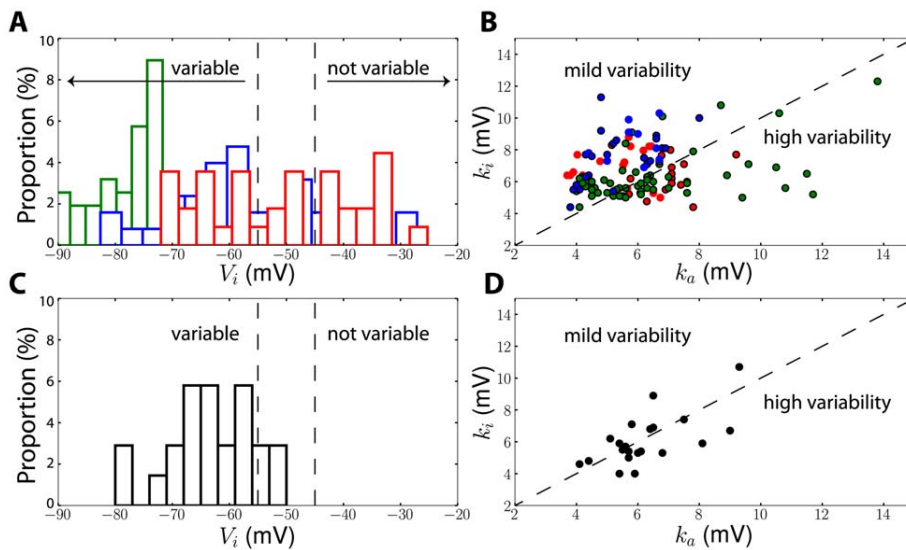 A
Proportion (%)
10
8
6
4
2
0
variable
not variable
−90 −80 −70 −60 −50 −40 −30 −20
V_i (mV)
B
k_i (mV)
14
12
10
8
6
4
2
mild variability
high variability
2 4 6 8 10 12 14
k_a (mV)
C
Proportion (%)
10
8
6
4
2
0
variable
not variable
−90 −80 −70 −60 −50 −40 −30 −20
V_i (mV)
D
k_i (mV)
14
12
10
8
6
4
2
mild variability
high variability
2 4 6 8 10 12 14
k_a (mV)